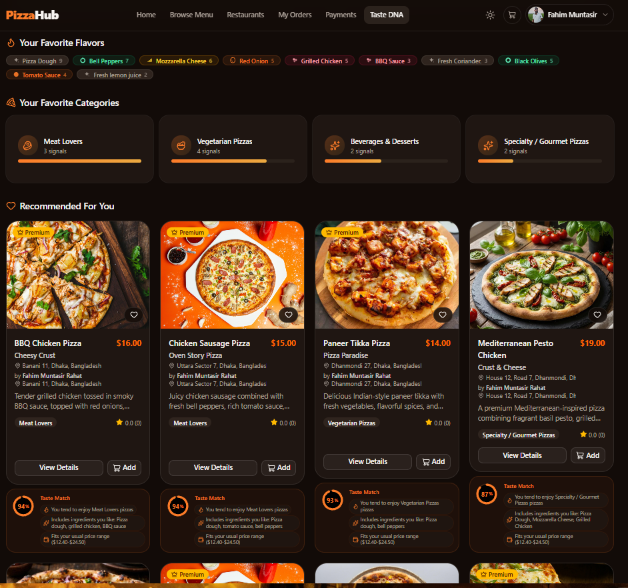 PizzaHub
Home Browse Menu Restaurants My Orders Payments Taste DNA
Fahim Muntasir
Your Favorite Flavors
Pizza Dough 9 Bell Peppers 7 Mozzarella Cheese 6 Red Onion 5 Grilled Chicken 5 BBQ Sauce 3 Fresh Coriander 3 Black Olives 5
Tomato Sauce 4 Fresh lemon juice 2
Your Favorite Categories
Meat Lovers
3 signals
Vegetarian Pizzas
4 signals
Beverages & Desserts
2 signals
Specialty / Gourmet Pizzas
2 signals
Recommended For You
Premium
BBQ Chicken Pizza $16.00
Cheesy Crust
Banani 11, Dhaka, Bangladesh
by Fahim Muntasir Rahat
Banani 11, Dhaka, Bangladesh
Tender grilled chicken tossed in smoky
BBQ sauce, topped with red onions,...
Meat Lovers 0.0 (0)
View Details Add
94%
Taste Match
You tend to enjoy Meat Lovers pizzas
Includes ingredients like Pizza
dough, grilled chicken, BBQ sauce
Fits your usual price range
($12.40-$24.50)
Premium
Chicken Sausage Pizza $15.00
Oven Story Pizza
Uttara Sector 7, Dhaka, Bangladesh
by Fahim Muntasir Rahat
Uttara Sector 7, Dhaka, Bangladesh
Juicy chicken sausage combined with
fresh bell peppers, rich tomato sauce,...
Meat Lovers 0.0 (0)
View Details Add
94%
Taste Match
You tend to enjoy Meat Lovers pizzas
Includes ingredients like Pizza
dough, tomato sauce, bell peppers
Fits your usual price range
($12.40-$24.50)
Premium
Paneer Tikka Pizza $14.00
Pizza Paradise
Dhanmondi 27, Dhaka, Bangladesh
by Fahim Muntasir Rahat
Dhanmondi 27, Dhaka, Bangladesh
Delicious Indian-style paneer tikka with
fresh vegetables, flavorful spices, and...
Vegetarian Pizzas 0.0 (0)
View Details Add
93%
Taste Match
You tend to enjoy Vegetarian Pizzas
pizzas
Includes ingredients like Pizza
dough, bell peppers
Fits your usual price range
($12.40-$24.50)
Premium
Mediterranean Pesto $19.00
Chicken
Crust & Cheese
House 12, Road 7, Dhanmondi, Dh
by Fahim Muntasir Rahat
House 12, Road 7, Dhanmondi, Dh
A premium Mediterranean-inspired pizza
combining fragrant basil pesto, grilled...
Specialty / Gourmet Pizzas 0.0 (0)
View Details Add
87%
Taste Match
You tend to enjoy Specialty / Gourmet
Pizzas pizzas
Includes ingredients like Pizza
Dough, Mozzarella Cheese, Grilled
Chicken
Fits your usual price range
($12.40-$24.50)
Premium
Premium